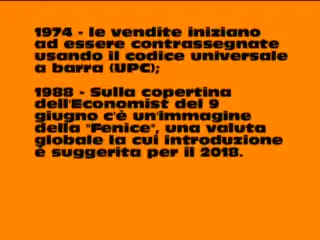 1974 - le vendite iniziano
ad essere contrassegnate
usando il codice universale
a barra (UPC);
1988 - Sulla copertina
dell'Economist del 9
giugno c'è un'immagine
della "Fenice", una valuta
globale la cui introduzione
è suggerita per il 2018.